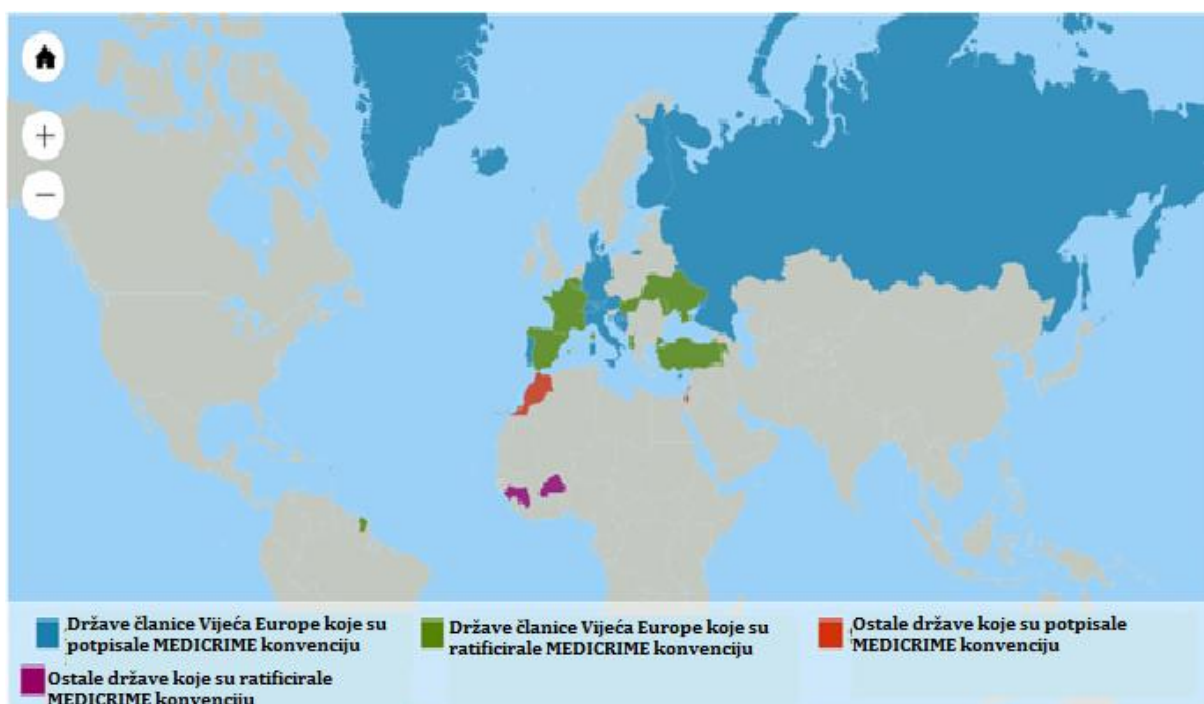 Države članice Vijeća Europe koje su
potpisale MEDICRIME konvenciju
Države članice Vijeća Europe koje su
ratificirale MEDICRIME konvenciju
Ostale države koje su potpisale
MEDICRIME konvenciju
Ostale države koje su ratificirale
MEDICRIME konvenciju